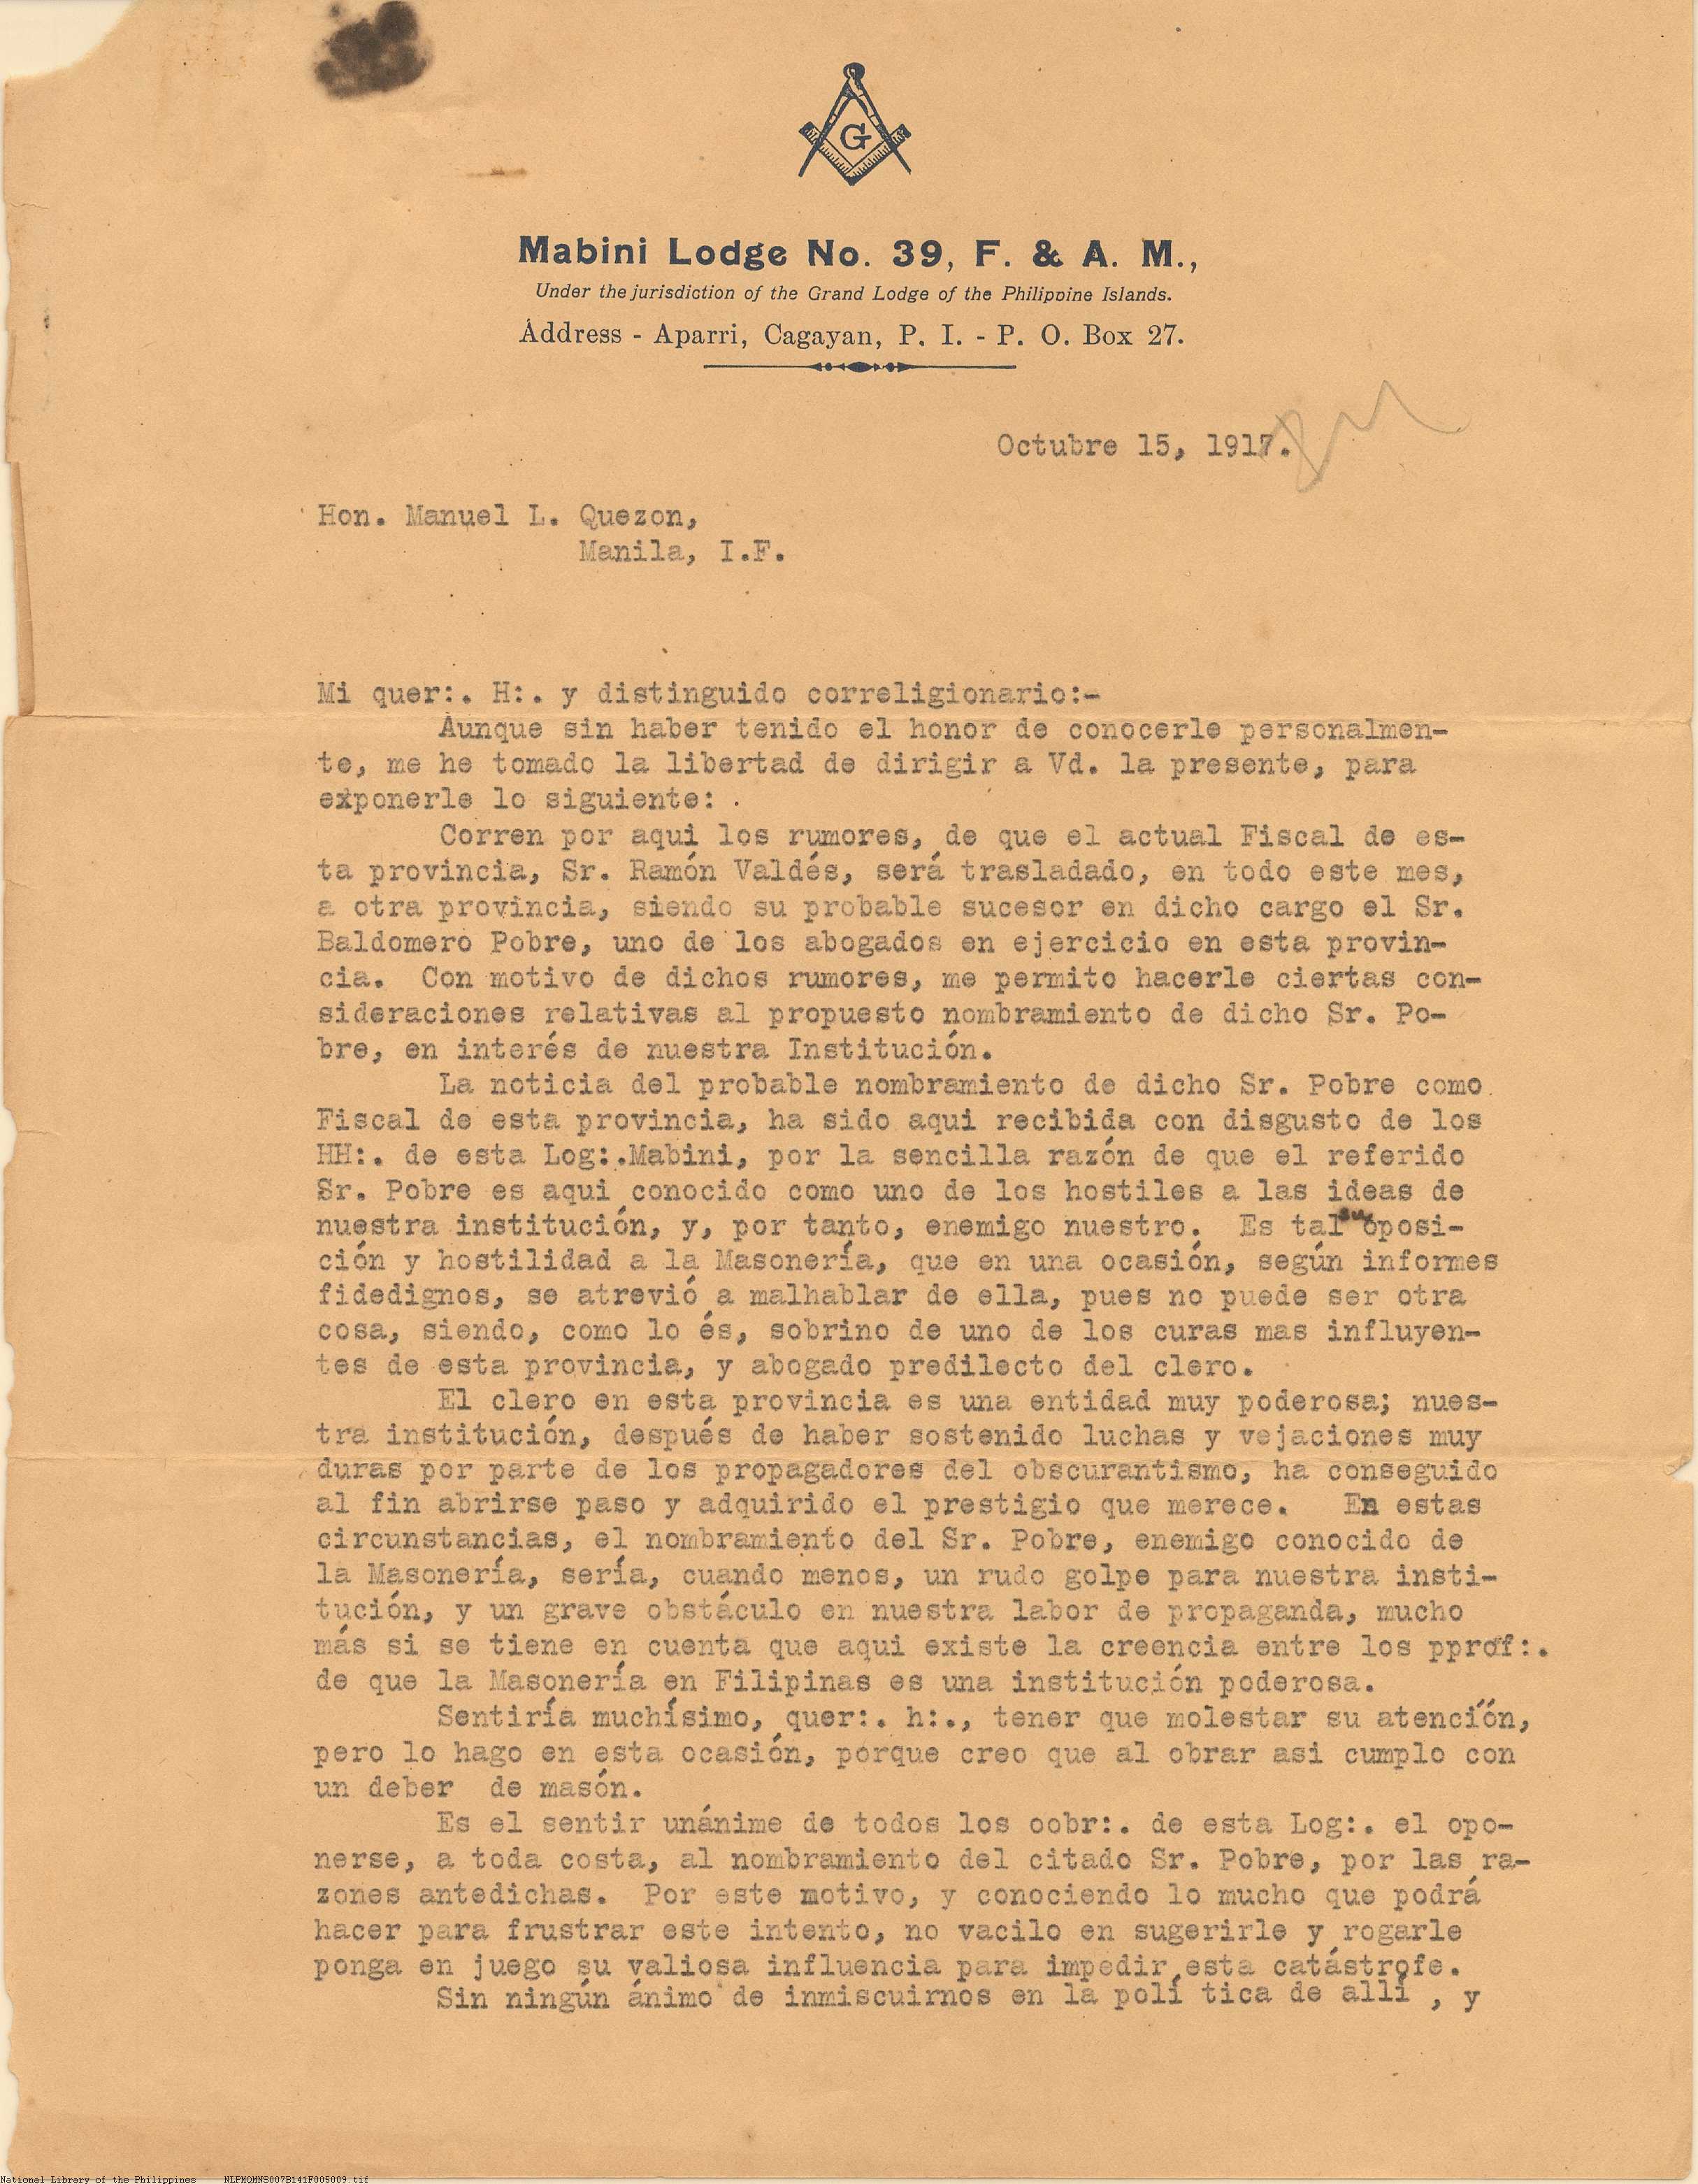 G
Mabini Lodge No. 39, F. & A. M.,
Under the jurisdiction of the Grand Lodge of the Philippine Islands.
Address - Aparri, Cagayan, P. I. - P. O. Box 27.
Octubre 15, 1917.
Hon. Manuel L. Quezon,
Manila, I.F.
Mi quer:. H:. y distinguido correligionario:-
Aunque sin haber tenido el honor de conocerle personalmen-
te, me he tomado la libertad de dirigir a Vd. la presente, para
exponerle lo siguiente:
Corren por aqui los rumores, de que el actual Fiscal de es-
ta provincia, Sr. Ramón Valdés, será trasladado, en todo este mes,
a otra provincia, siendo su probable sucesor en dicho cargo el Sr.
Baldomero Pobre, uno de los abogados en ejercicio en esta provin-
cia. Con motivo de dichos rumores, me permito hacerle ciertas con-
sideraciones relativas al propuesto nombramiento de dicho Sr. Po-
bre, en interés de nuestra Institución.
La noticia del probable nombramiento de dicho Sr. Pobre como
Fiscal de esta provincia, ha sido aqui recibida con disgusto de los
HH:. de esta Log:.Mabini, por la sencilla razón de que el referido
Sr. Pobre es aqui conocido como uno de los hostiles a las ideas de
nuestra institución, y, por tanto, enemigo nuestro. Es tal su oposi-
ción y hostilidad a la Masonería, que en una ocasión, según informes
fidedignos, se atrevió a malhablar de ella, pues no puede ser otra
cosa, siendo, como lo és, sobrino de uno de los curas mas influyen-
tes de esta provincia, y abogado predilecto del clero.
El clero en esta provincia es una entidad muy poderosa; nues-
tra institución, después de haber sostenido luchas y vejaciones muy
duras por parte de los propagadores del obscurantismo, ha conseguido
al fin abrirse paso y adquirido el prestigio que merece. En estas
circunstancias, el nombramiento del Sr. Pobre, enemigo conocido de
la Masonería, sería, cuando menos, un rudo golpe para nuestra insti-
tución, y un grave obstáculo en nuestra labor de propaganda, mucho
más si se tiene en cuenta que aqui existe la creencia entre los pprof:.
de que la Masonería en Filipinas es una institución poderosa.
Sentiría muchísimo, quer:. h:., tener que molestar su atención,
pero lo hago en esta ocasión, porque creo que al obrar asi cumplo con
un deber de masón.
Es el sentir unánime de todos los oobr:. de esta Log:. el opo-
nerse, a toda costa, al nombramiento del citado Sr. Pobre, por las ra-
zones antedichas. Por este motivo, y conociendo lo mucho que podrá
hacer para frustrar este intento, no vacilo en sugerirle y rogarle
ponga en juego su valiosa influencia para impedir esta catástrofe.
Sin ningún ánimo de inmiscuirnos en la polí tica de allí , y
National Library of the Philippines NLPMQMNS007B141F005009.tif